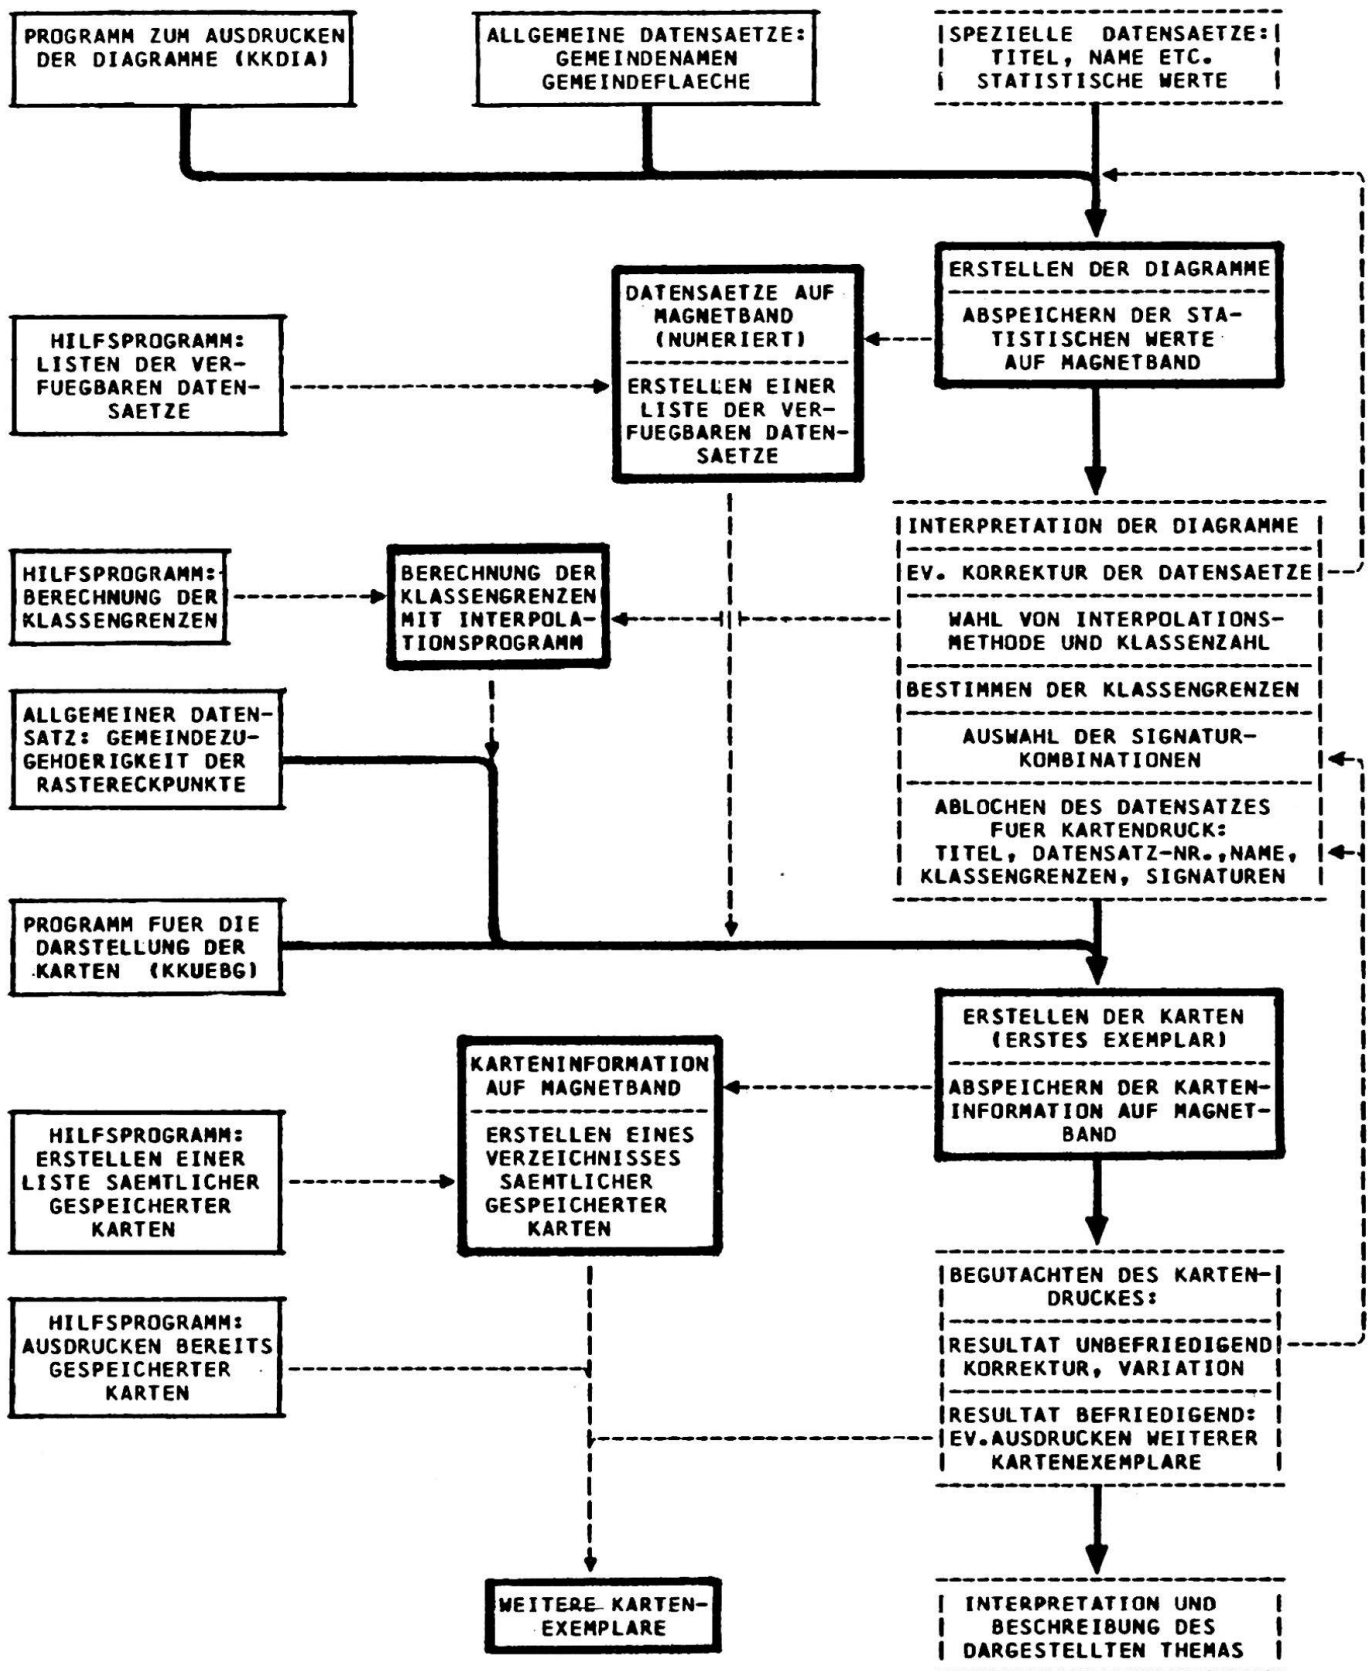 PROGRAMM ZUM AUSDRUCKEN
DER DIAGRAMME (KKDIA)
ALLGEMEINE DATENSAETZE:
GEMEINDENAMEN
GEMEINDEFLAECHE
SPEZIELLE DATENSAETZE:
TITEL, NAME ETC.
STATISTISCHE WERTE
ERSTELLEN DER DIAGRAMME
ABSPEICHERN DER STA-
TISTISCHEN WERTE
AUF MAGNETBAND
DATENSAETZE AUF
MAGNETBAND
(NUMERIERT)
ERSTELLEN EINER
LISTE DER VER-
FUEGBAREN DATEN-
SAETZE
HILFSPROGRAMM:
LISTEN DER VER-
FUEGBAREN DATEN-
SAETZE
INTERPRETATION DER DIAGRAMME
EV. KORREKTUR DER DATENSAETZE
WAHL VON INTERPOLATIONS-
METHODE UND KLASSENZAHL
BESTIMMEN DER KLASSENGRENZEN
AUSWAHL DER SIGNATUR-
KOMBINATIONEN
ABLOCHEN DES DATENSATZES
FUER KARTENDRUCK:
TITEL, DATENSATZ-NR.,NAME,
KLASSENGRENZEN, SIGNATUREN
HILFSPROGRAMM:
BERECHNUNG DER
KLASSENGRENZEN
BERECHNUNG DER
KLASSENGRENZEN
MIT INTERPOLA-
TIONSPROGRAMM
ALLGEMEINER DATEN-
SATZ: GEMEINDEZU-
GEHOERIGKEIT DER
RASTERECKPUNKTE
PROGRAMM FUER DIE
DARSTELLUNG DER
KARTEN (KKUEBG)
ERSTELLEN DER KARTEN
(ERSTES EXEMPLAR)
ABSPEICHERN DER KARTEN-
INFORMATION AUF MAGNET-
BAND
KARTENINFORMATION
AUF MAGNETBAND
ERSTELLEN EINES
VERZEICHNISSES
SAEMTLICHER
GESPEICHERTER
KARTEN
HILFSPROGRAMM:
ERSTELLEN EINER
LISTE SAEMTLICHER
GESPEICHERTER
KARTEN
HILFSPROGRAMM:
AUSDRUCKEN BEREITS
GESPEICHERTER
KARTEN
BEGUTACHTEN DES KARTEN-
DRUCKES:
RESULTAT UNBEFRIEDIGEND
KORREKTUR, VARIATION
RESULTAT BEFRIEDIGEND:
EV.AUSDRUCKEN WEITERER
KARTENEXEMPLARE
WEITERE KARTEN-
EXEMPLARE
INTERPRETATION UND
BESCHREIBUNG DES
DARGESTELLTEN THEMAS